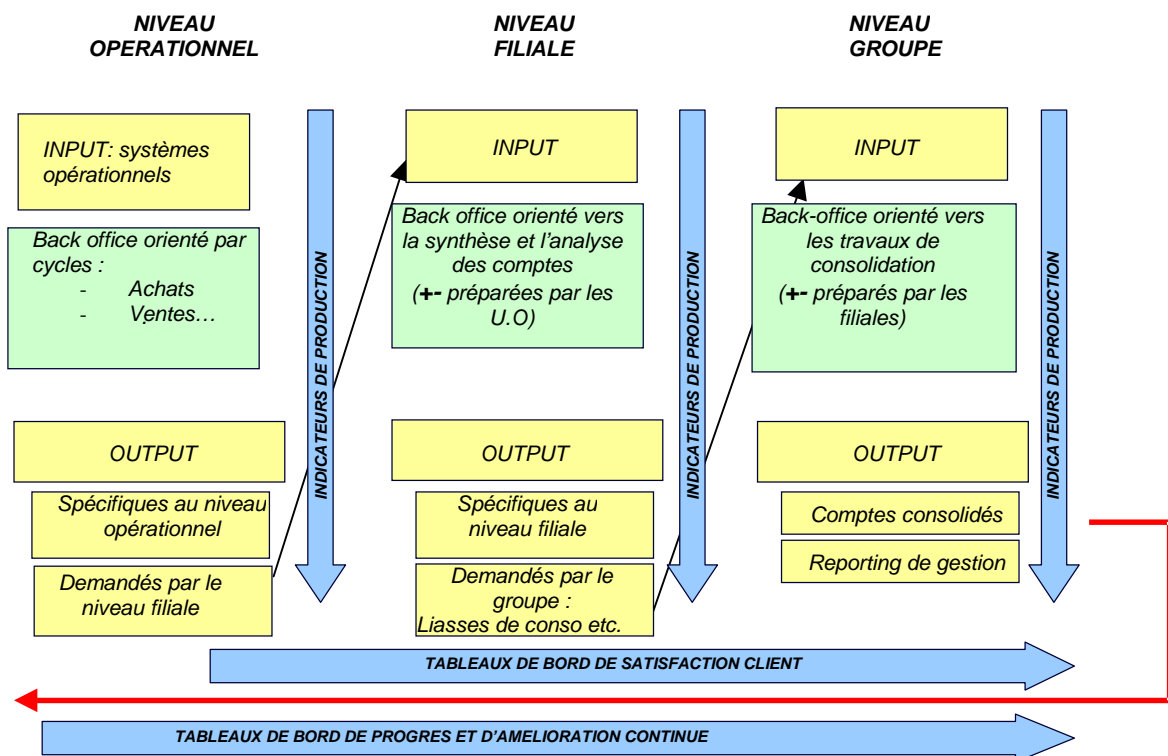 NIVEAU
OPERATIONNEL
NIVEAU
FILIALE
NIVEAU
GROUPE
INPUT: systèmes
opérationnels
Back office orienté par
cycles :
- Achats
- Ventes…
OUTPUT
Spécifiques au niveau
opérationnel
Demandés par le
niveau filiale
INDICATEURS DE PRODUCTION
INPUT
Back office orienté vers
la synthèse et l'analyse
des comptes
(+- préparées par les
U.O)
OUTPUT
Spécifiques au
niveau filiale
Demandés par le
groupe :
Liasses de conso etc.
INDICATEURS DE PRODUCTION
INPUT
Back-office orienté vers
les travaux de
consolidation
(+- préparés par les
filiales)
OUTPUT
Comptes consolidés
Reporting de gestion
INDICATEURS DE PRODUCTION
TABLEAUX DE BORD DE SATISFACTION CLIENT
TABLEAUX DE BORD DE PROGRES ET D'AMELIORATION CONTINUE